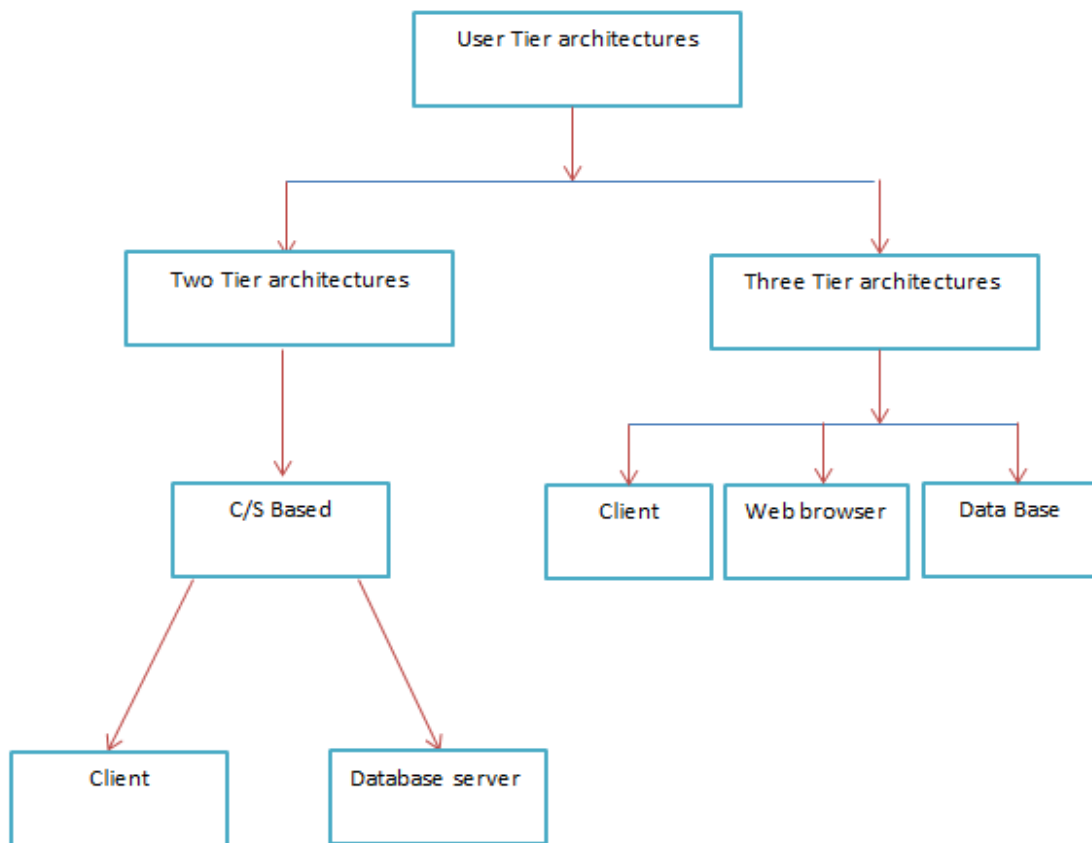 User Tier architectures
Two Tier architectures
Three Tier architectures
C/S Based
Client
Web browser
Data Base
Client
Database server